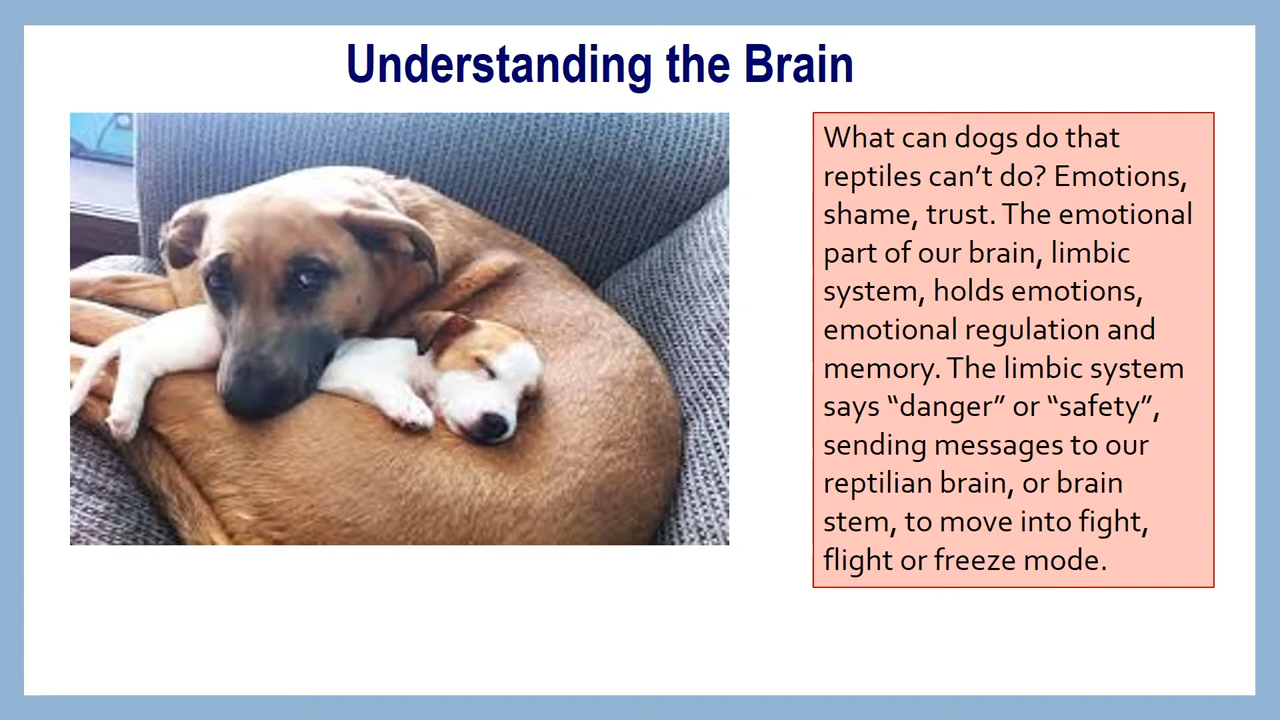 Understanding the Brain
What can dogs do that
reptiles can’t do? Emotions,
shame, trust. The emotional
part of our brain, limbic
system, holds emotions,
emotional regulation and
memory. The limbic system
says “danger” or “safety”,
sending messages to our
reptilian brain, or brain
stem, to move into fight,
flight or freeze mode.